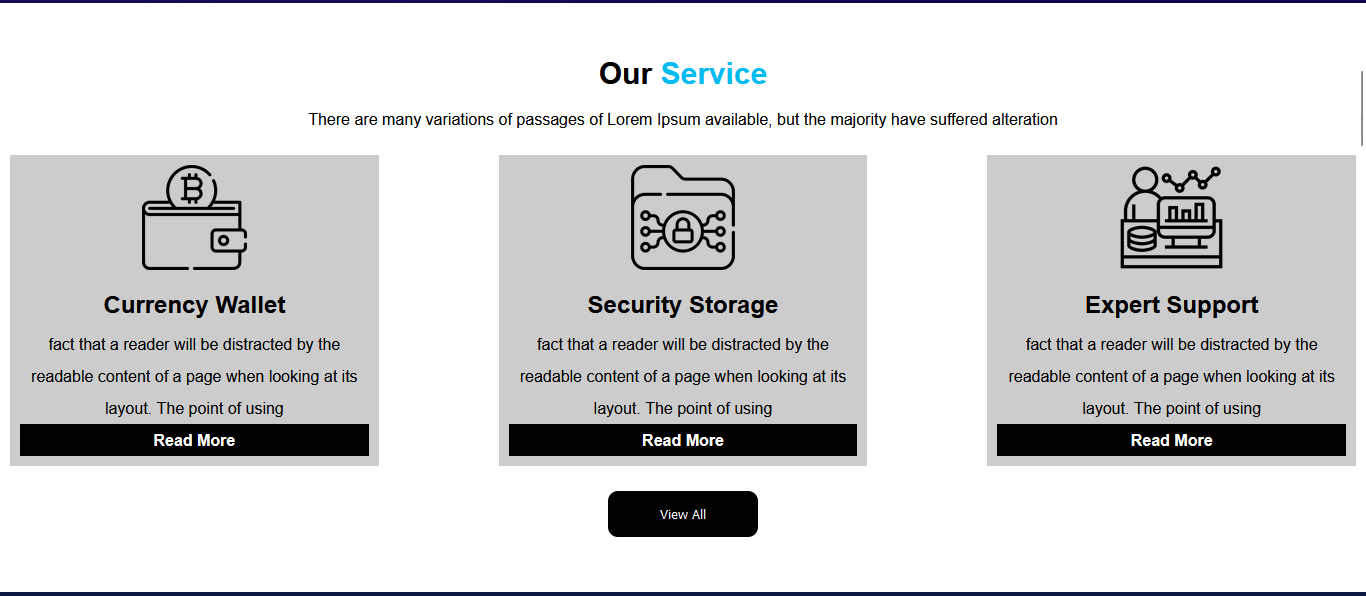 Our Service
There are many variations of passages of Lorem Ipsum available, but the majority have suffered alteration
Currency Wallet
fact that a reader will be distracted by the
readable content of a page when looking at its
layout. The point of using
Read More
Security Storage
fact that a reader will be distracted by the
readable content of a page when looking at its
layout. The point of using
Read More
Expert Support
fact that a reader will be distracted by the
readable content of a page when looking at its
layout. The point of using
Read More
View All